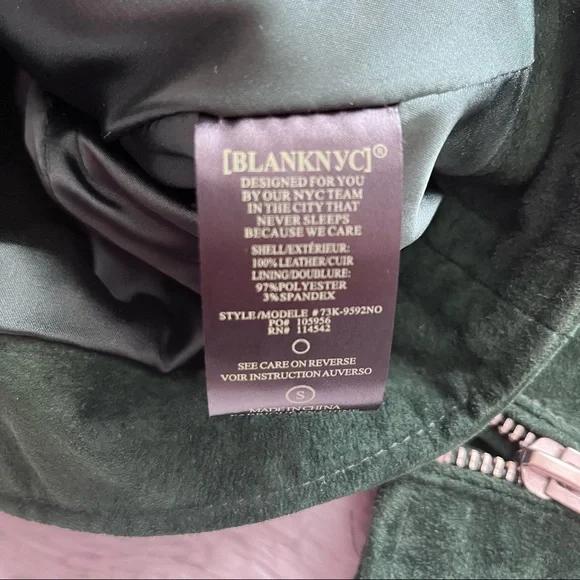 [BLANKNYC]®
DESIGNED FOR YOU
BY OUR NYC TEAM
IN THE CITY THAT
NEVER SLEEPS
BECAUSE WE CARE
SHELL/EXTÉRIEUR:
100% LEATHER/CUIR
LINING/DOUBLURE:
97% POLYESTER
3% SPANDEX
STYLE/MODELE # 73K-9592NO
PO# 105956
RN# 114542
SEE CARE ON REVERSE
VOIR INSTRUCTION AUVERSO
S
MADE IN CHINA